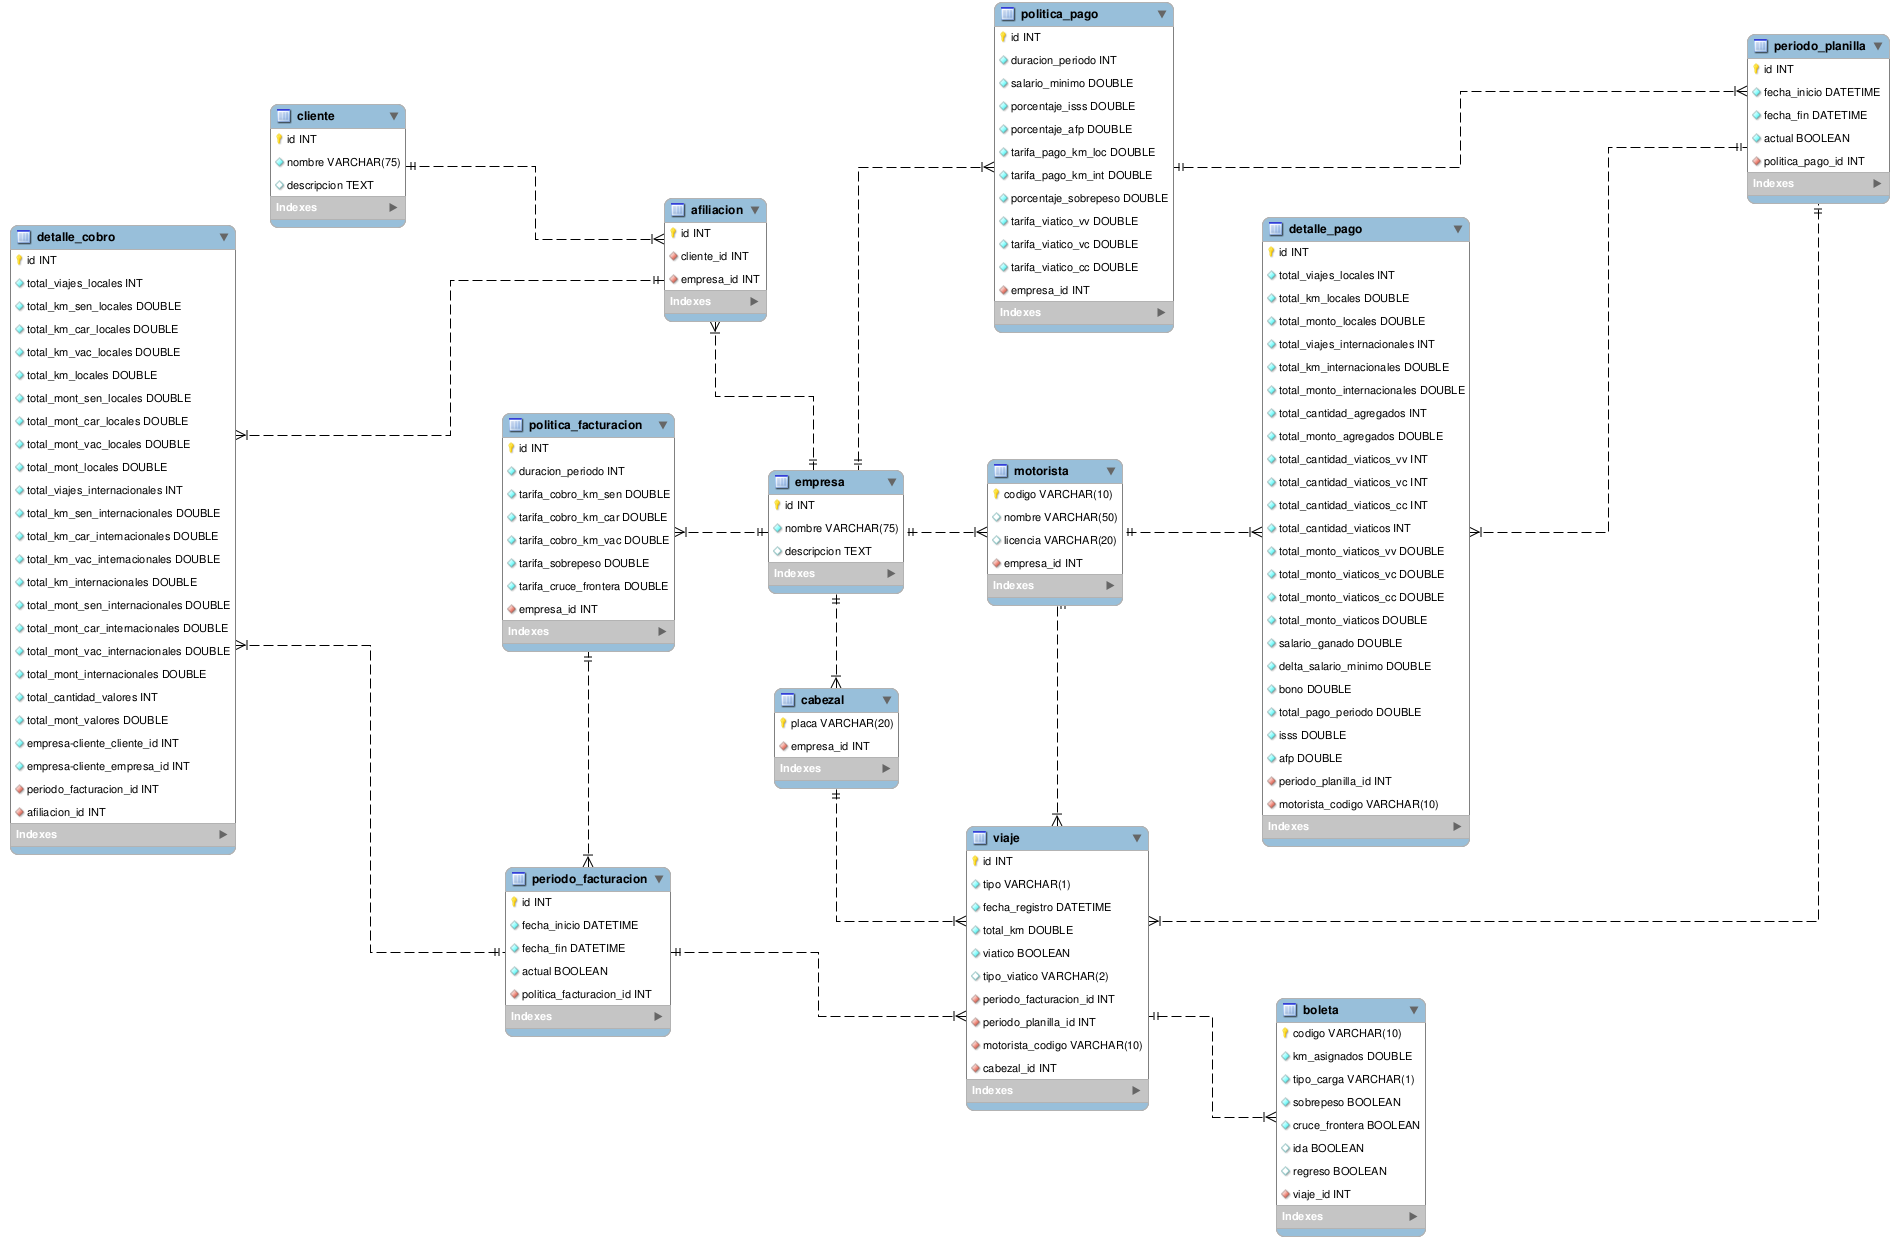 politica_pago
id INT
duracion_periodo INT
salario_minimo DOUBLE
porcentaje_isss DOUBLE
porcentaje_afp DOUBLE
tarifa_pago_km_loc DOUBLE
tarifa_pago_km_int DOUBLE
porcentaje_sobrepeso DOUBLE
tarifa_viatico_vv DOUBLE
tarifa_viatico_vc DOUBLE
tarifa_viatico_cc DOUBLE
empresa_id INT
Indexes
periodo_planilla
id INT
fecha_inicio DATETIME
fecha_fin DATETIME
actual BOOLEAN
politica_pago_id INT
Indexes
cliente
id INT
nombre VARCHAR(75)
descripcion TEXT
Indexes
afiliacion
id INT
cliente_id INT
empresa_id INT
Indexes
detalle_cobro
id INT
total_viajes_locales INT
total_km_sen_locales DOUBLE
total_km_car_locales DOUBLE
total_km_vac_locales DOUBLE
total_km_locales DOUBLE
total_mont_sen_locales DOUBLE
total_mont_car_locales DOUBLE
total_mont_vac_locales DOUBLE
total_mont_locales DOUBLE
total_viajes_internacionales INT
total_km_sen_internacionales DOUBLE
total_km_car_internacionales DOUBLE
total_km_vac_internacionales DOUBLE
total_km_internacionales DOUBLE
total_mont_sen_internacionales DOUBLE
total_mont_car_internacionales DOUBLE
total_mont_vac_internacionales DOUBLE
total_mont_internacionales DOUBLE
total_cantidad_valores INT
total_mont_valores DOUBLE
empresa-cliente_cliente_id INT
empresa-cliente_empresa_id INT
periodo_facturacion_id INT
afiliacion_id INT
Indexes
detalle_pago
id INT
total_viajes_locales INT
total_km_locales DOUBLE
total_monto_locales DOUBLE
total_viajes_internacionales INT
total_km_internacionales DOUBLE
total_monto_internacionales DOUBLE
total_cantidad_agregados INT
total_monto_agregados DOUBLE
total_cantidad_viaticos_vv INT
total_cantidad_viaticos_vc INT
total_cantidad_viaticos_cc INT
total_cantidad_viaticos INT
total_monto_viaticos_vv DOUBLE
total_monto_viaticos_vc DOUBLE
total_monto_viaticos_cc DOUBLE
total_monto_viaticos DOUBLE
salario_ganado DOUBLE
delta_salario_minimo DOUBLE
bono DOUBLE
total_pago_periodo DOUBLE
isss DOUBLE
afp DOUBLE
periodo_planilla_id INT
motorista_codigo VARCHAR(10)
Indexes
politica_facturacion
id INT
duracion_periodo INT
tarifa_cobro_km_sen DOUBLE
tarifa_cobro_km_car DOUBLE
tarifa_cobro_km_vac DOUBLE
tarifa_sobrepeso DOUBLE
tarifa_cruce_frontera DOUBLE
empresa_id INT
Indexes
empresa
id INT
nombre VARCHAR(75)
descripcion TEXT
Indexes
motorista
codigo VARCHAR(10)
nombre VARCHAR(50)
licencia VARCHAR(20)
empresa_id INT
Indexes
cabezal
placa VARCHAR(20)
empresa_id INT
Indexes
viaje
id INT
tipo VARCHAR(1)
fecha_registro DATETIME
total_km DOUBLE
viatico BOOLEAN
tipo_viatico VARCHAR(2)
periodo_facturacion_id INT
periodo_planilla_id INT
motorista_codigo VARCHAR(10)
cabezal_id INT
Indexes
periodo_facturacion
id INT
fecha_inicio DATETIME
fecha_fin DATETIME
actual BOOLEAN
politica_facturacion_id INT
Indexes
boleta
codigo VARCHAR(10)
km_asignados DOUBLE
tipo_carga VARCHAR(1)
sobrepeso BOOLEAN
cruce_frontera BOOLEAN
ida BOOLEAN
regreso BOOLEAN
viaje_id INT
Indexes